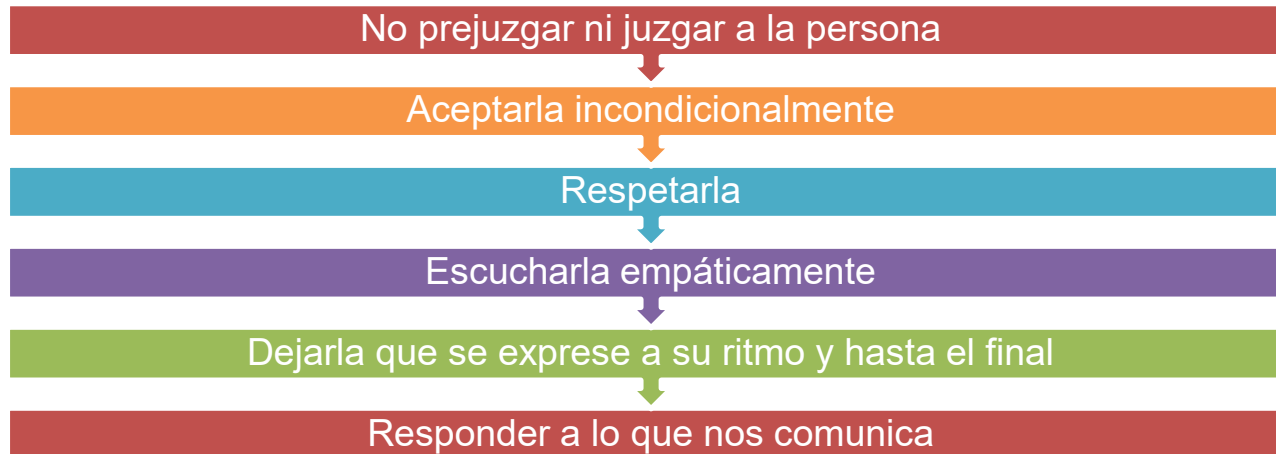 No prejuzgar ni juzgar a la persona
Aceptarla incondicionalmente
Respetarla
Escucharla empáticamente
Dejarla que se exprese a su ritmo y hasta el final
Responder a lo que nos comunica